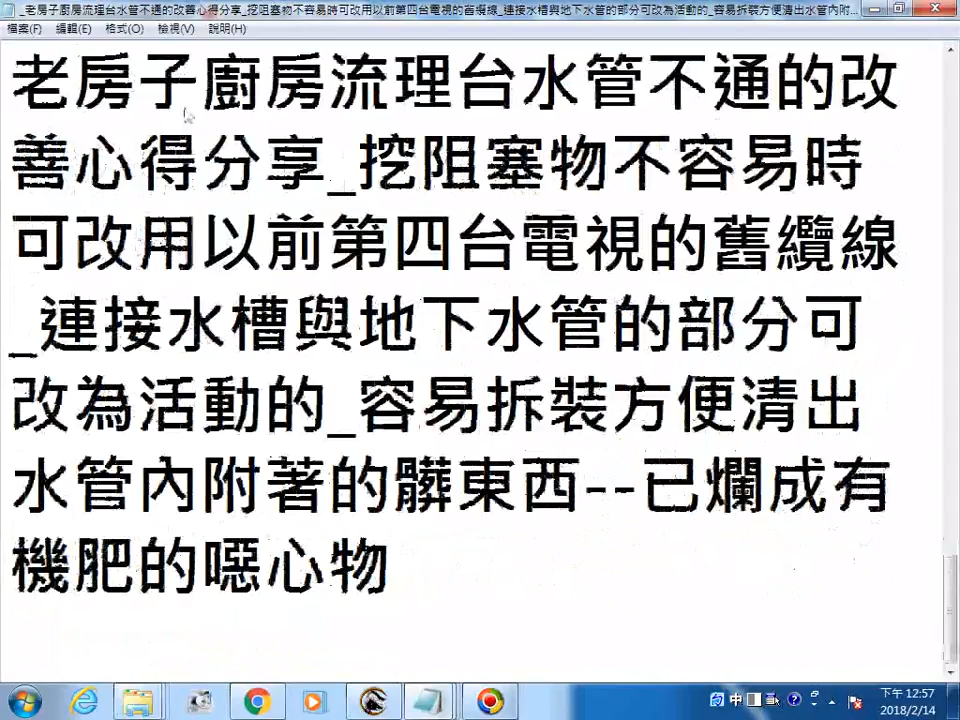 _老房子廚房流理台水管不通的改善心得分享_挖阻塞物不容易時可改用以前第四台電視的舊纜線_連接水槽與地下水管的部分可改為活動的_容易拆裝方便清出水管內附...
檔案(F) 編輯(E) 格式(O) 檢視(V) 說明(H)
老房子廚房流理台水管不通的改
善心得分享_挖阻塞物不容易時
可改用以前第四台電視的舊纜線
_連接水槽與地下水管的部分可
改為活動的_容易拆裝方便清出
水管內附著的髒東西--已爛成有
機肥的噁心物
中
下午 12:57
2018/2/14